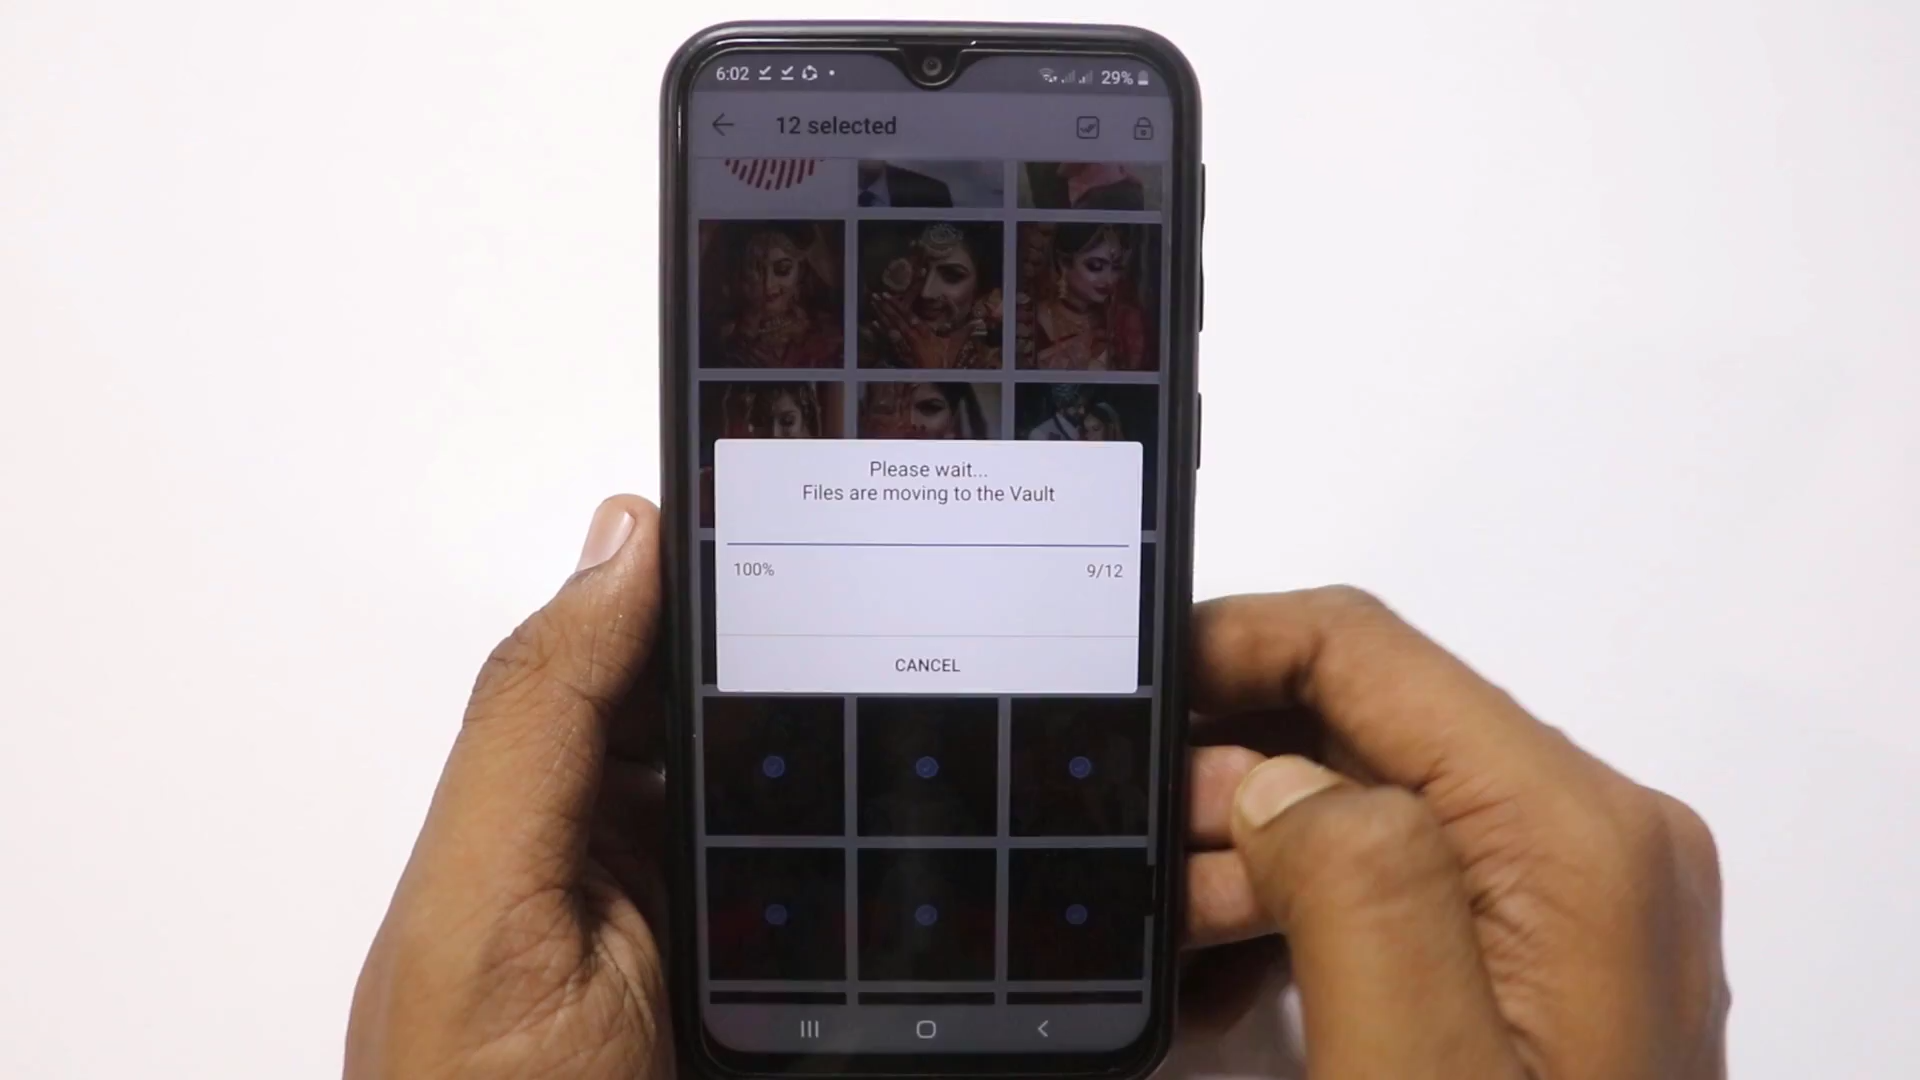 6:02
29%
12 selected
Please wait...
Files are moving to the Vault
100%
9/12
CANCEL